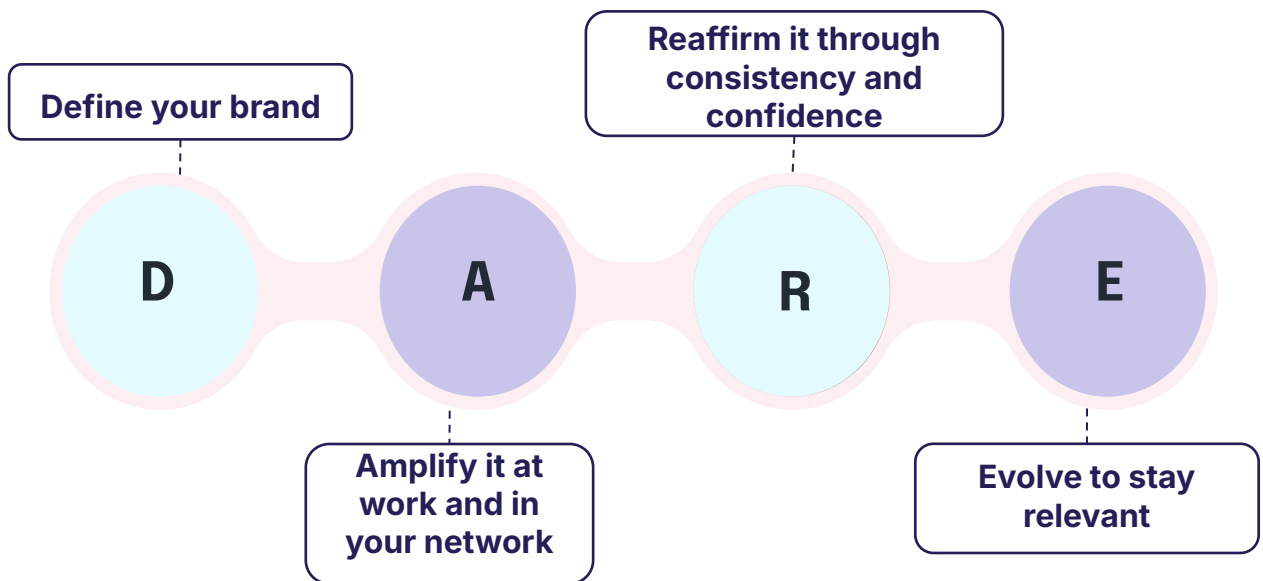 Define your brand
Reaffirm it through
consistency and
confidence
D
A
R
E
Amplify it at
work and in
your network
Evolve to stay
relevant